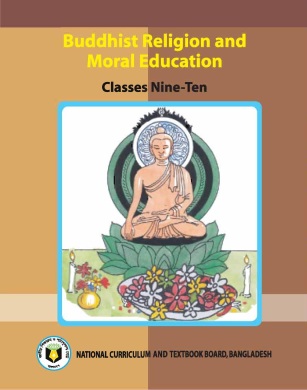 Buddhist Religion and
Moral Education
Classes Nine-Ten
NATIONAL CURRICULUM AND TEXTBOOK BOARD, BANGLADESH